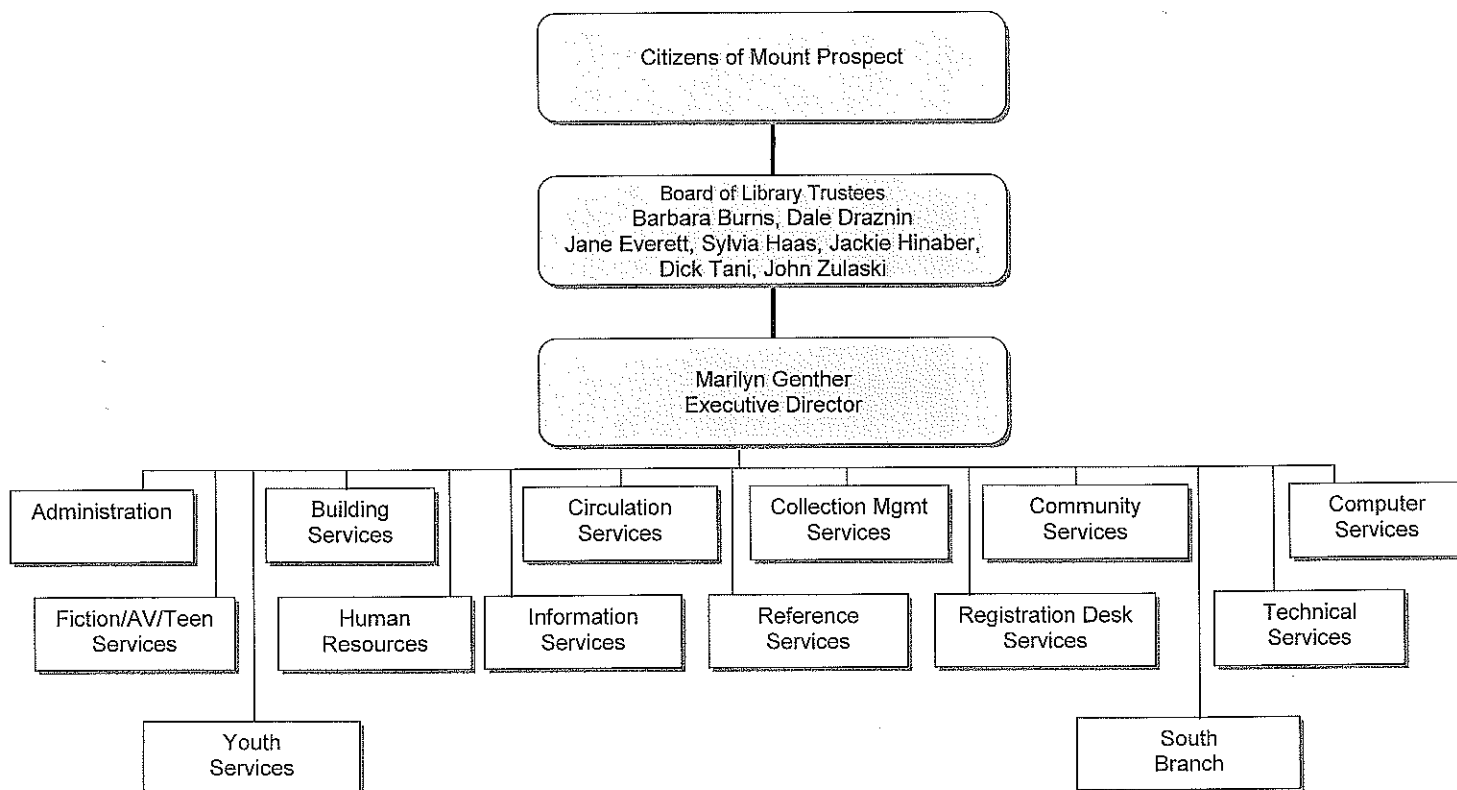 Citizens of Mount Prospect
Board of Library Trustees
Barbara Burns, Dale Draznin
Jane Everett, Sylvia Haas, Jackie Hinaber,
Dick Tani, John Zulaski
Marilyn Genther
Executive Director
Administration
Building
Services
Circulation
Services
Collection Mgmt
Services
Community
Services
Computer
Services
Fiction/AV/Teen
Services
Human
Resources
Information
Services
Reference
Services
Registration Desk
Services
Technical
Services
Youth
Services
South
Branch